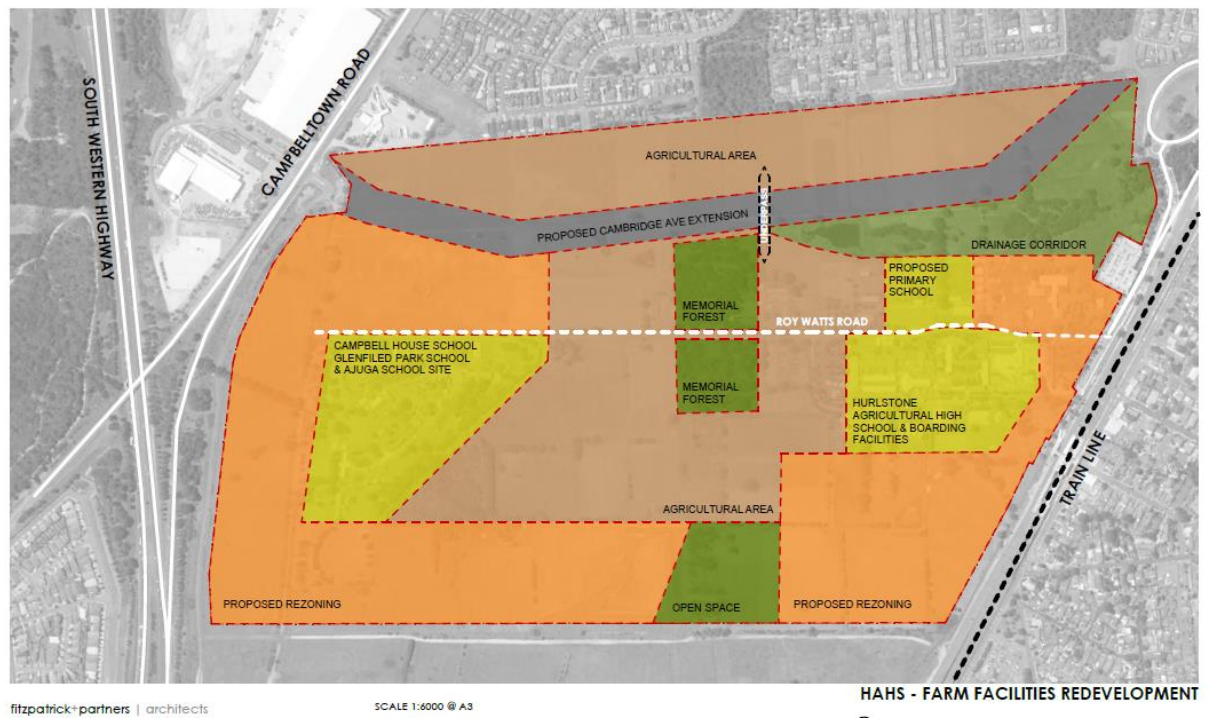 SOUTH WESTERN HIGHWAY
CAMPBELLTOWN ROAD
AGRICULTURAL AREA
UNDERPASS
PROPOSED CAMBRIDGE AVE EXTENSION
DRAINAGE CORRIDOR
PROPOSED
PRIMARY
SCHOOL
MEMORIAL
FOREST
ROY WATTS ROAD
CAMPBELL HOUSE SCHOOL
GLENFILED PARK SCHOOL
& AJUGA SCHOOL SITE
MEMORIAL
FOREST
HURLSTONE
AGRICULTURAL HIGH
SCHOOL & BOARDING
FACILITIES
TRAIN LINE
AGRICULTURAL AREA
PROPOSED REZONING
OPEN SPACE
PROPOSED REZONING
HAHS - FARM FACILITIES REDEVELOPMENT
fitzpatrick+partners | architects
SCALE 1:6000 @ A3